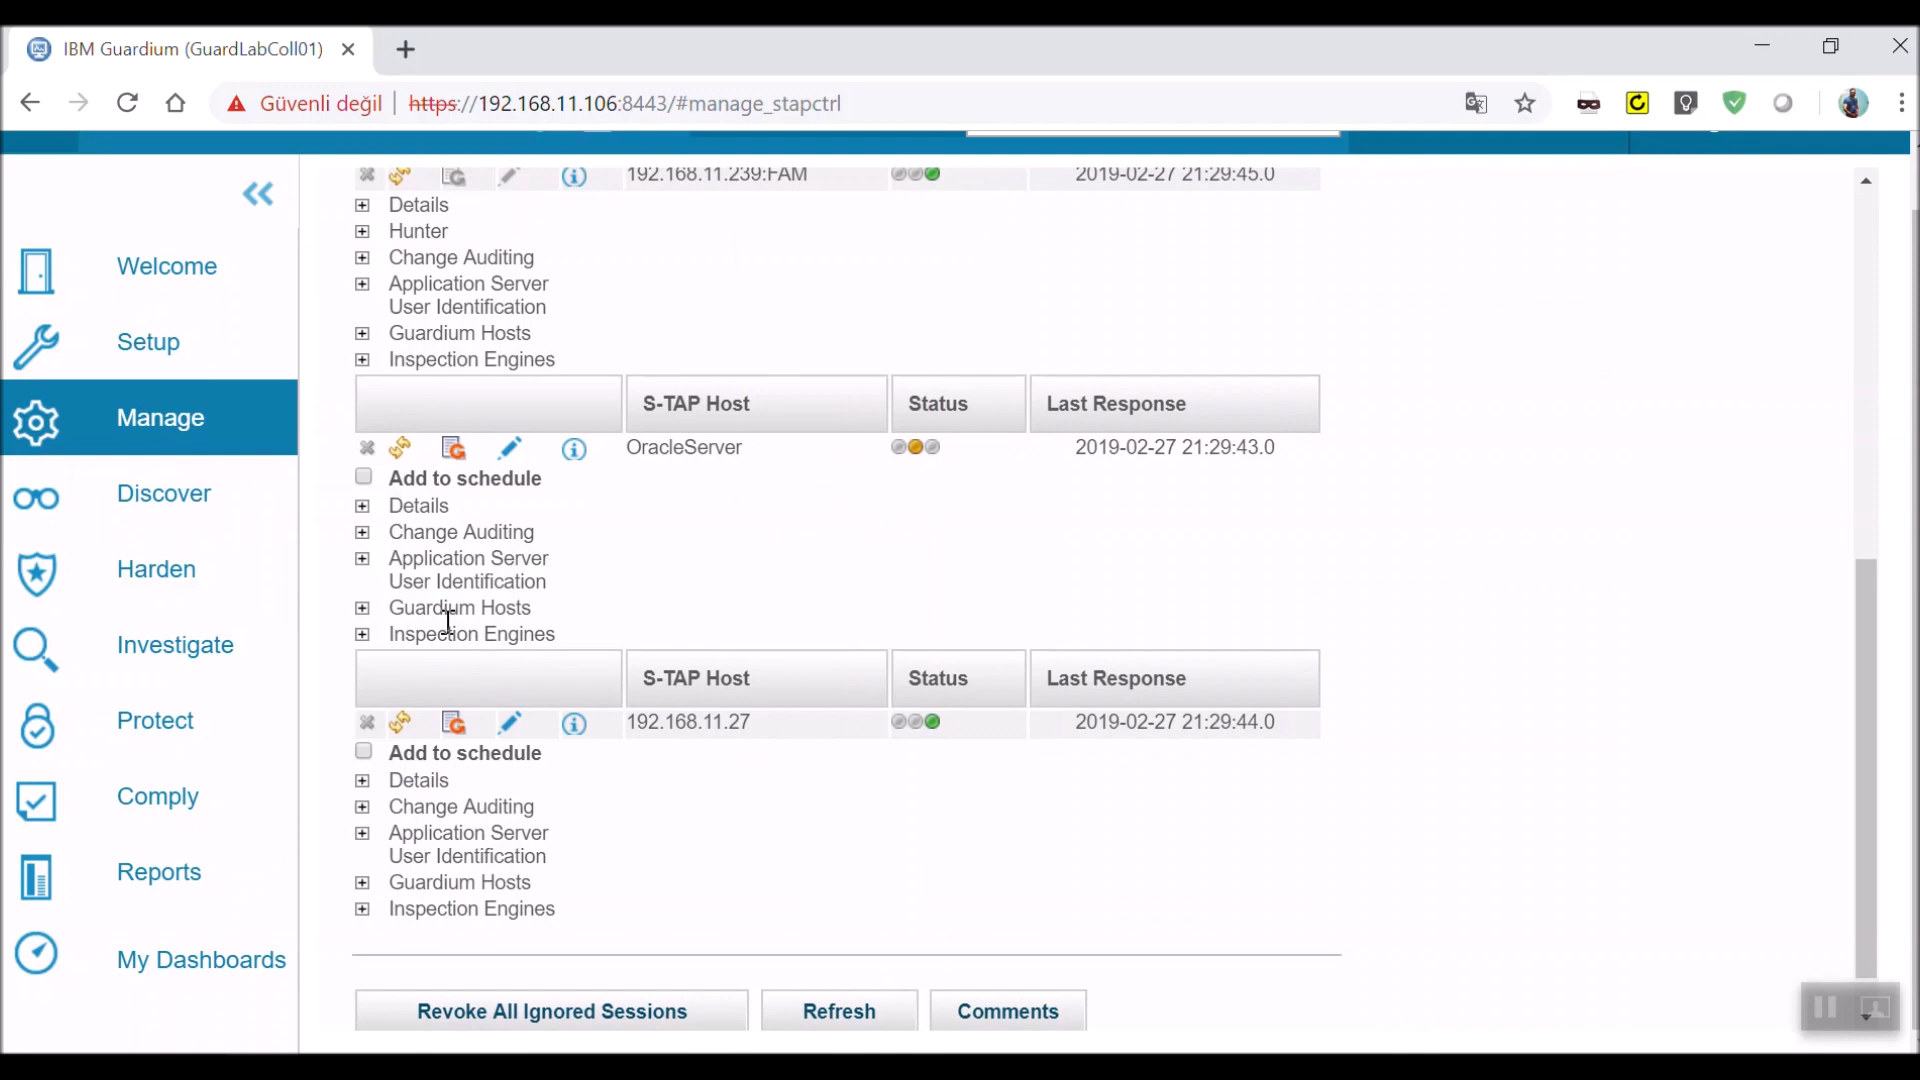 IBM Guardium (GuardLabColl01)
Güvenli değil | https://192.168.11.106:8443/#manage_stapctrl
Welcome
Setup
Manage
Discover
Harden
Investigate
Protect
Comply
Reports
My Dashboards
192.168.11.239:FAM 2019-02-27 21:29:45.0
Details
Hunter
Change Auditing
Application Server
User Identification
Guardium Hosts
Inspection Engines
S-TAP Host Status Last Response
OracleServer 2019-02-27 21:29:43.0
Add to schedule
Details
Change Auditing
Application Server
User Identification
Guardium Hosts
Inspection Engines
S-TAP Host Status Last Response
192.168.11.27 2019-02-27 21:29:44.0
Add to schedule
Details
Change Auditing
Application Server
User Identification
Guardium Hosts
Inspection Engines
Revoke All Ignored Sessions Refresh Comments